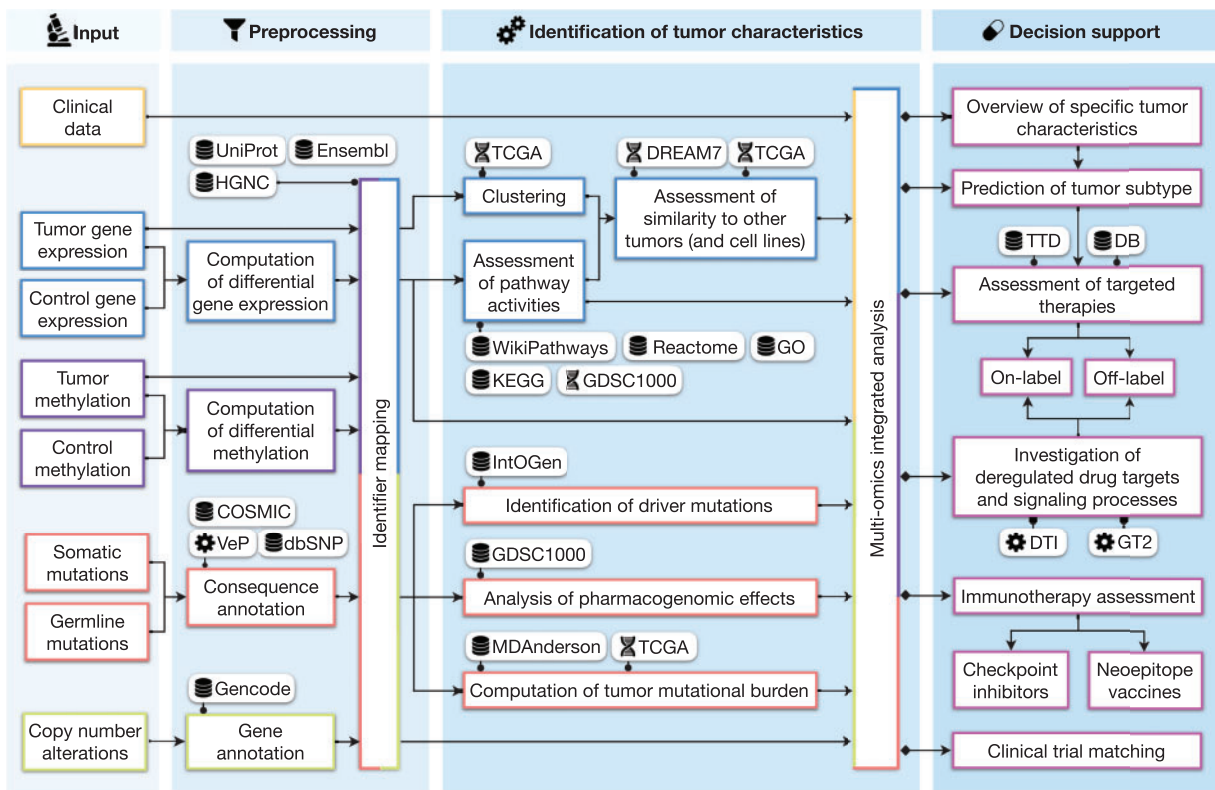 Input
Preprocessing
Identification of tumor characteristics
Decision support
Clinical
data
Tumor gene
expression
Control gene
expression
Tumor
methylation
Control
methylation
Somatic
mutations
Germline
mutations
Copy number
alterations
UniProt
Ensembl
HGNC
Computation
of differential
gene expression
Computation
of differential
methylation
COSMIC
VeP
dbSNP
Consequence
annotation
Gencode
Gene
annotation
Identifier mapping
TCGA
Clustering
Assessment
of pathway
activities
DREAM7
TCGA
Assessment of
similarity to other
tumors (and cell lines)
WikiPathways
Reactome
GO
KEGG
GDSC1000
IntOGen
Identification of driver mutations
GDSC1000
Analysis of pharmacogenomic effects
MDAnderson
TCGA
Computation of tumor mutational burden
Multi-omics integrated analysis
Overview of specific tumor
characteristics
Prediction of tumor subtype
TTD
DB
Assessment of targeted
therapies
On-label
Off-label
Investigation of
deregulated drug targets
and signaling processes
DTI
GT2
Immunotherapy assessment
Checkpoint
inhibitors
Neoepitope
vaccines
Clinical trial matching